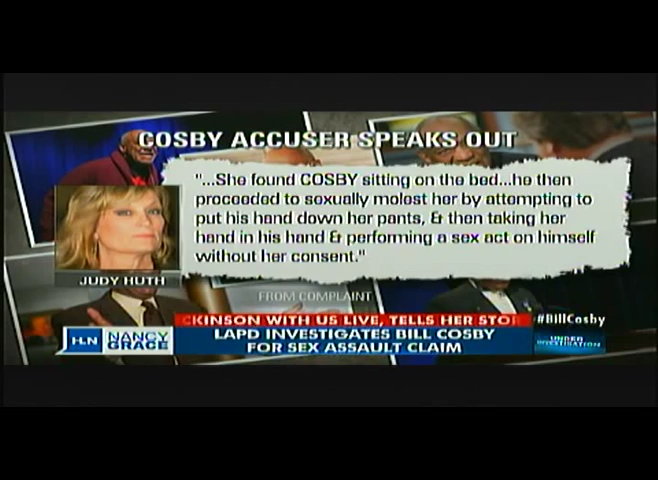 COSBY ACCUSER SPEAKS OUT
"...She found COSBY sitting on the bed...he then
proceeded to sexually molest her by attempting to
put his hand down her pants, & then taking her
hand in his hand & performing a sex act on himself
without her consent."
JUDY HUTH
FROM COMPLAINT
CKINSON WITH US LIVE, TELLS HER STO
#BillCosby
HLN
NANCY
GRACE
LAPD INVESTIGATES BILL COSBY
FOR SEX ASSAULT CLAIM
UNDER
INVESTIGATION